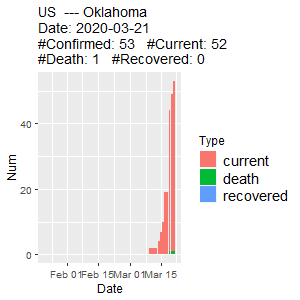 US --- Oklahoma
Date: 2020-03-21
#Confirmed: 53 #Current: 52
#Death: 1 #Recovered: 0
Num
40
20
0
Feb 01 Feb 15 Mar 01 Mar 15
Date
Type
current
death
recovered